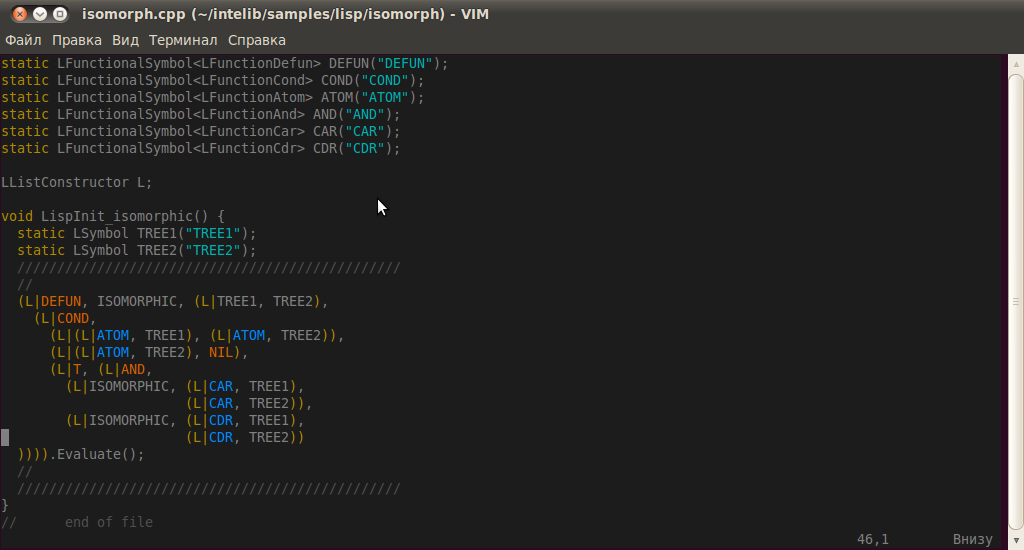 isomorph.cpp (~/intelib/samples/lisp/isomorph) - VIM
Файл Правка Вид Терминал Справка
static LFunctionalSymbol<LFunctionDefun> DEFUN("DEFUN");
static LFunctionalSymbol<LFunctionCond> COND("COND");
static LFunctionalSymbol<LFunctionAtom> ATOM("ATOM");
static LFunctionalSymbol<LFunctionAnd> AND("AND");
static LFunctionalSymbol<LFunctionCar> CAR("CAR");
static LFunctionalSymbol<LFunctionCdr> CDR("CDR");

LListConstructor L;

void LispInit_isomorphic() {
  static LSymbol TREE1("TREE1");
  static LSymbol TREE2("TREE2");
  ////////////////////////////////////////////////
  //
  (L|DEFUN, ISOMORPHIC, (L|TREE1, TREE2),
    (L|COND,
      (L|(L|ATOM, TREE1), (L|ATOM, TREE2)),
      (L|(L|ATOM, TREE2), NIL),
      (L|T, (L|AND,
        (L|ISOMORPHIC, (L|CAR, TREE1),
                       (L|CAR, TREE2)),
        (L|ISOMORPHIC, (L|CDR, TREE1),
                       (L|CDR, TREE2))
  )))).Evaluate();
  //
  ////////////////////////////////////////////////
}
//      end of file
46,1 Внизу